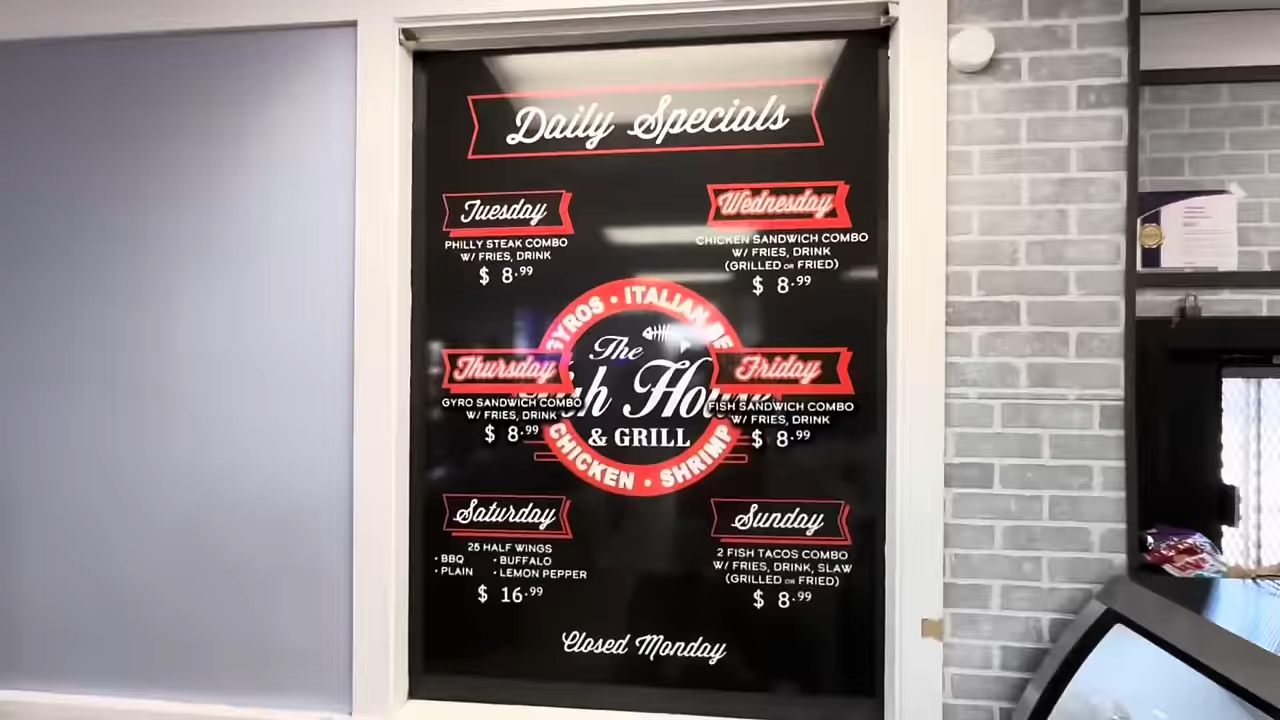 Daily Specials
Tuesday
PHILLY STEAK COMBO
W/ FRIES, DRINK
$ 8.99
Wednesday
CHICKEN SANDWICH COMBO
W/ FRIES, DRINK
(GRILLED OR FRIED)
$ 8.99
GYROS • ITALIAN
The
& GRILL
CHICKEN • SHRIMP
Thursday
GYRO SANDWICH COMBO
W/ FRIES, DRINK
$ 8.99
Friday
FISH SANDWICH COMBO
W/ FRIES, DRINK
$ 8.99
Saturday
25 HALF WINGS
• BBQ • BUFFALO
• PLAIN • LEMON PEPPER
$ 16.99
Sunday
2 FISH TACOS COMBO
W/ FRIES, DRINK, SLAW
(GRILLED OR FRIED)
$ 8.99
Closed Monday